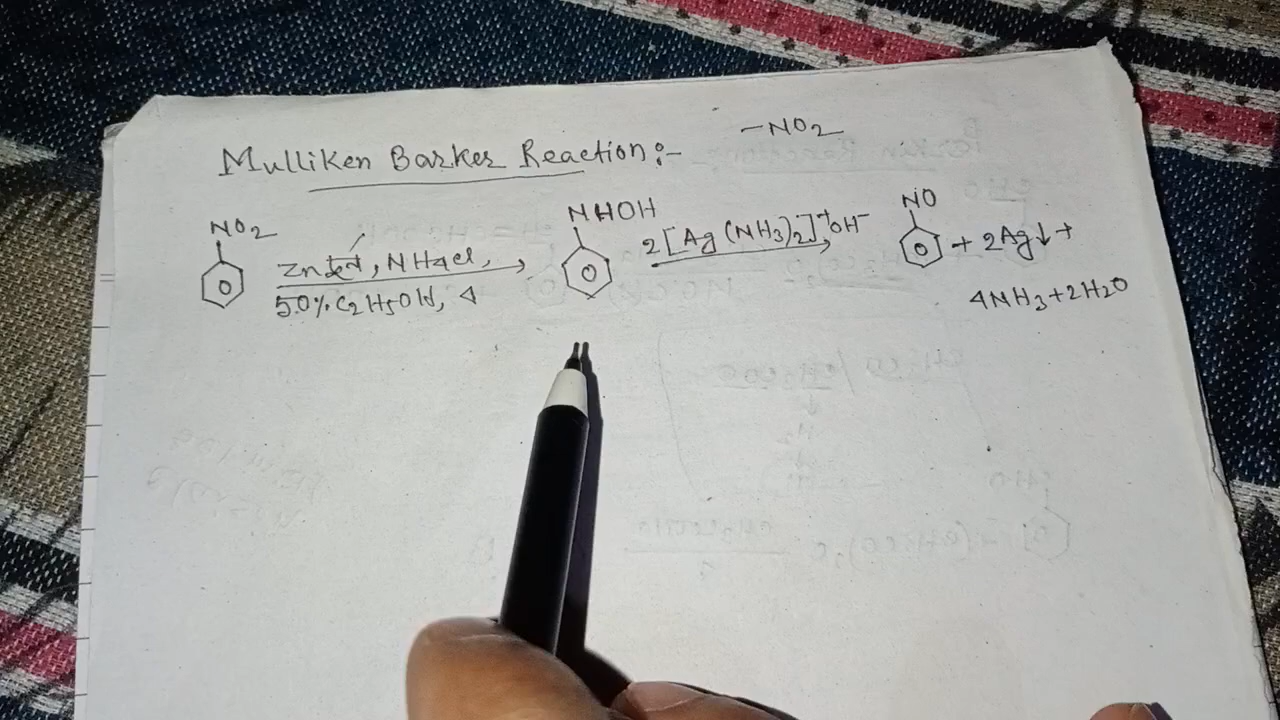 -NO2
Mulliken Barker Reaction:-
NO2
Zn, NH4Cl,
50% C2H5OH, Δ
NHOH
2[Ag(NH3)2]+OH-
NO
+ 2Ag↓ +
4NH3+2H2O